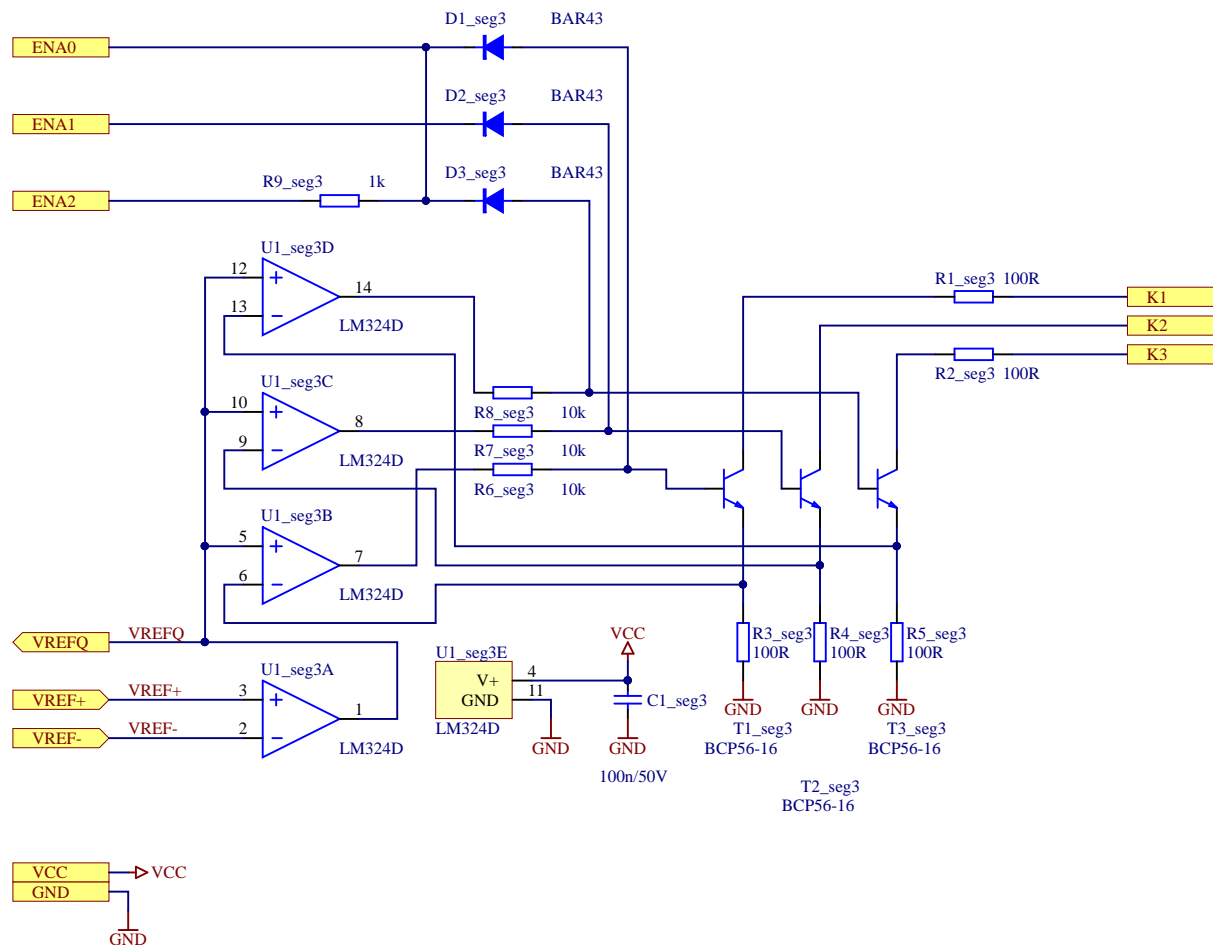 D1_seg3 BAR43
ENA0
D2_seg3 BAR43
ENA1
D3_seg3 BAR43
R9_seg3 1k
ENA2
U1_seg3D
12
14
13
LM324D
R1_seg3 100R
K1
K2
K3
R2_seg3 100R
U1_seg3C
10
8
9
LM324D
R8_seg3 10k
R7_seg3 10k
R6_seg3 10k
U1_seg3B
5
7
6
LM324D
VREFQ VREFQ
R3_seg3
100R
R4_seg3
100R
R5_seg3
100R
VCC
U1_seg3E
V+ 4
GND 11
LM324D
GND
C1_seg3
GND
100n/50V
U1_seg3A
VREF+ VREF+ 3
1
VREF- VREF- 2
LM324D
GND
GND
GND
T1_seg3
BCP56-16
T3_seg3
BCP56-16
T2_seg3
BCP56-16
VCC VCC
GND
GND